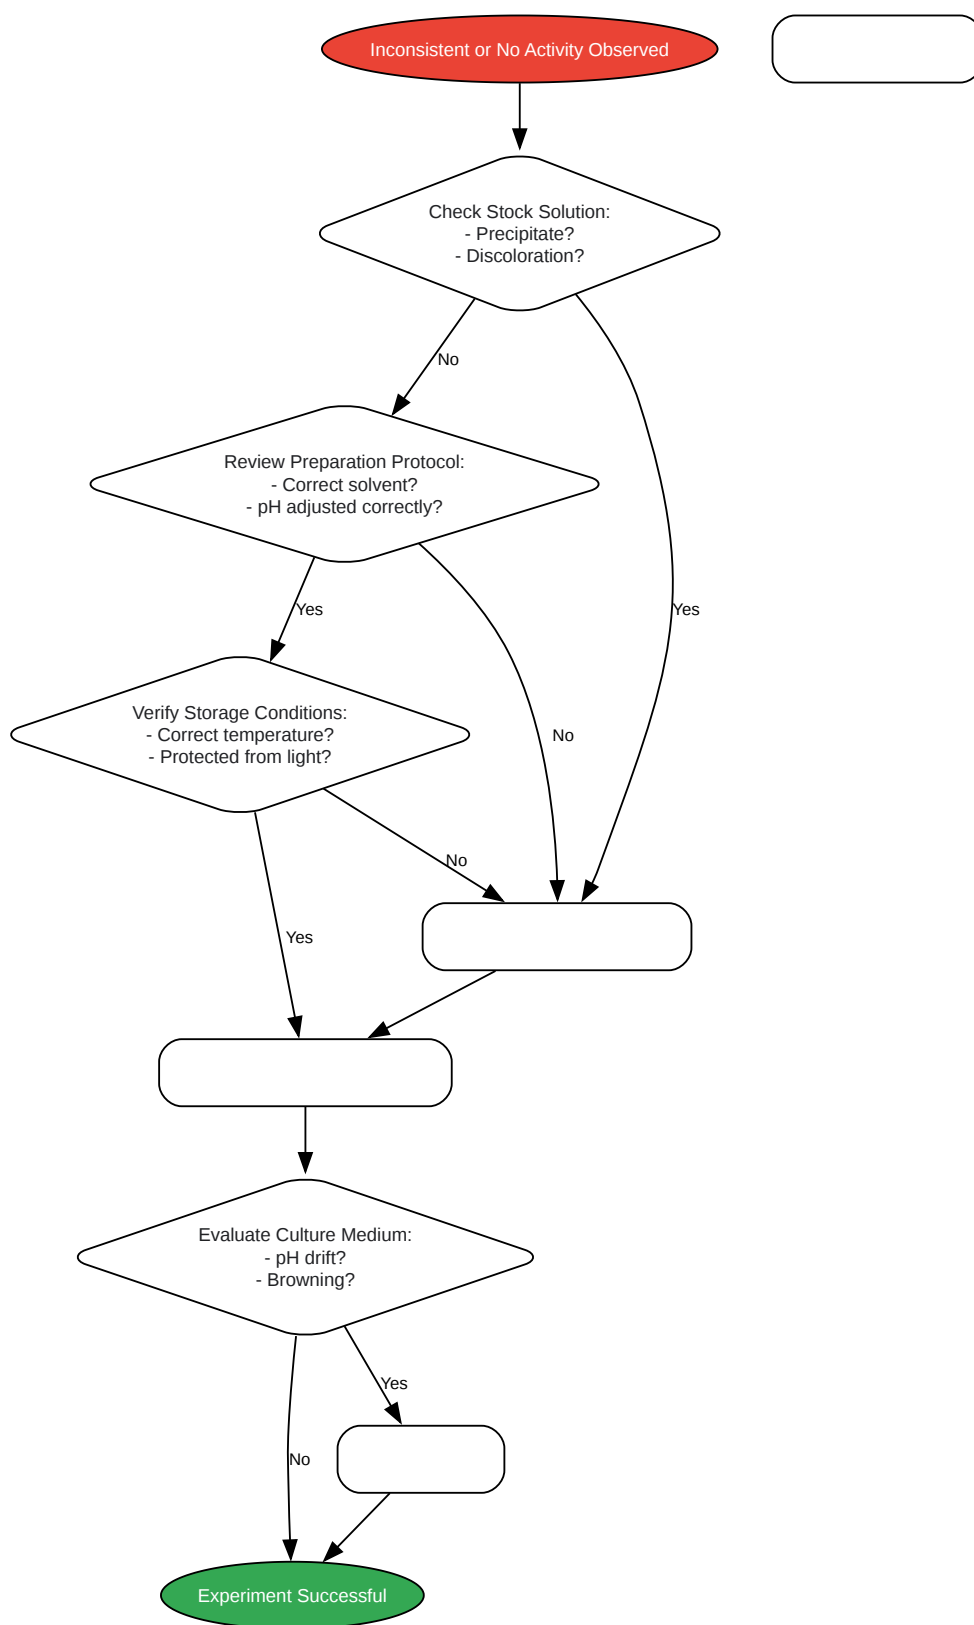 Inconsistent or No Activity Observed
Check Stock Solution:
- Precipitate?
- Discoloration?
No
Review Preparation Protocol:
- Correct solvent?
- pH adjusted correctly?
Yes
Yes
Verify Storage Conditions:
- Correct temperature?
- Protected from light?
No
No
Yes
Evaluate Culture Medium:
- pH drift?
- Browning?
Yes
No
Experiment Successful